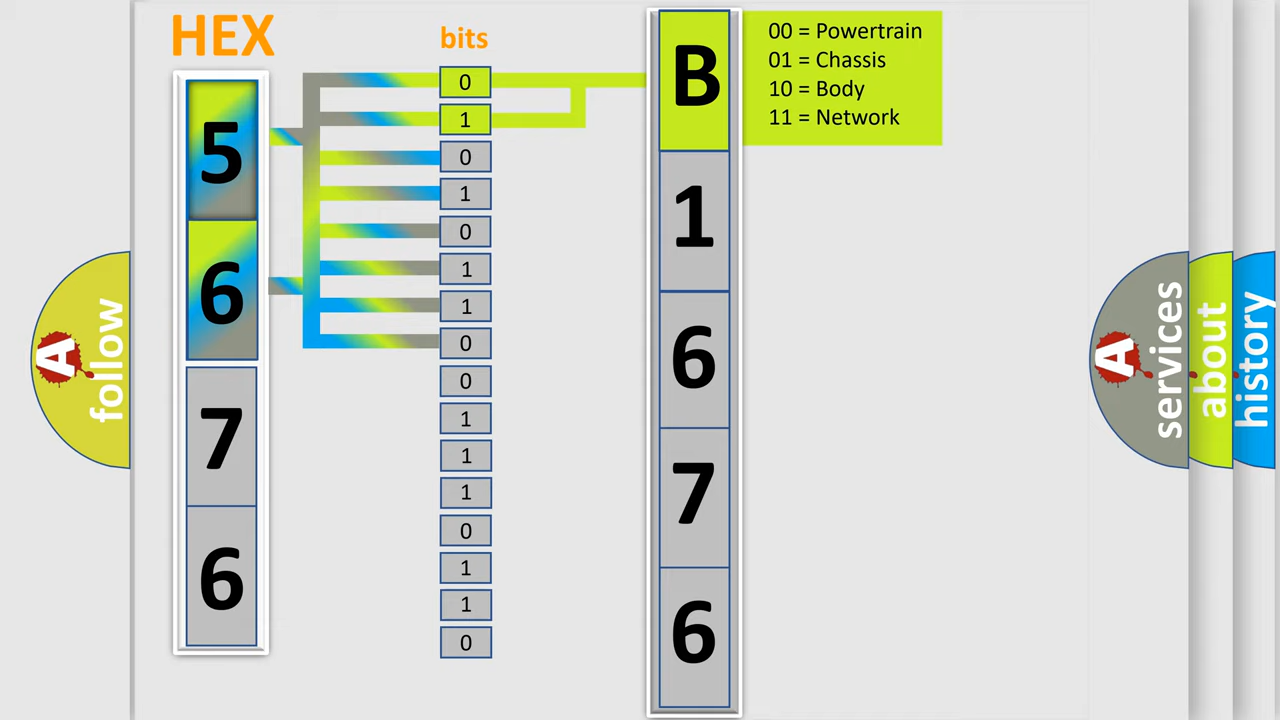 HEX
bits
5
6
7
6
0
1
0
1
0
1
1
0
0
1
1
1
0
1
1
0
B
1
6
7
6
00 = Powertrain
01 = Chassis
10 = Body
11 = Network
A
follow
A
services
about
history